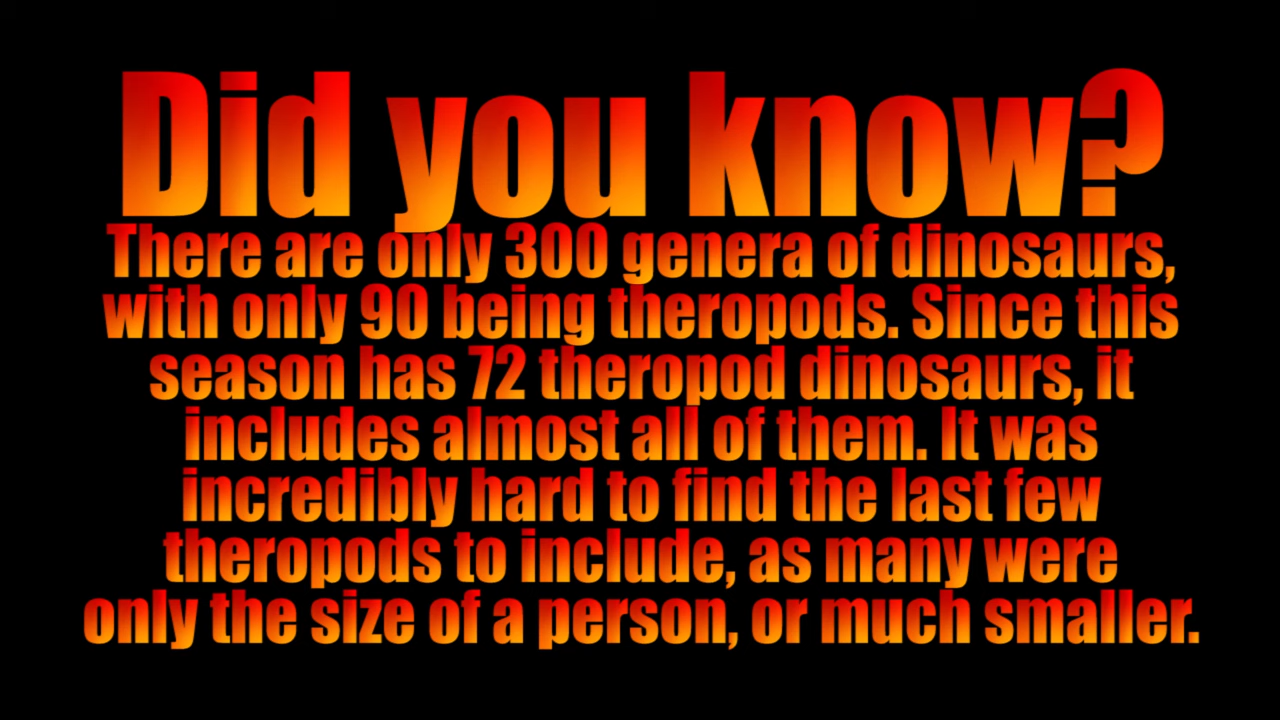 Did you know?
There are only 300 genera of dinosaurs,
with only 90 being theropods. Since this
season has 72 theropod dinosaurs, it
includes almost all of them. It was
incredibly hard to find the last few
theropods to include, as many were
only the size of a person, or much smaller.